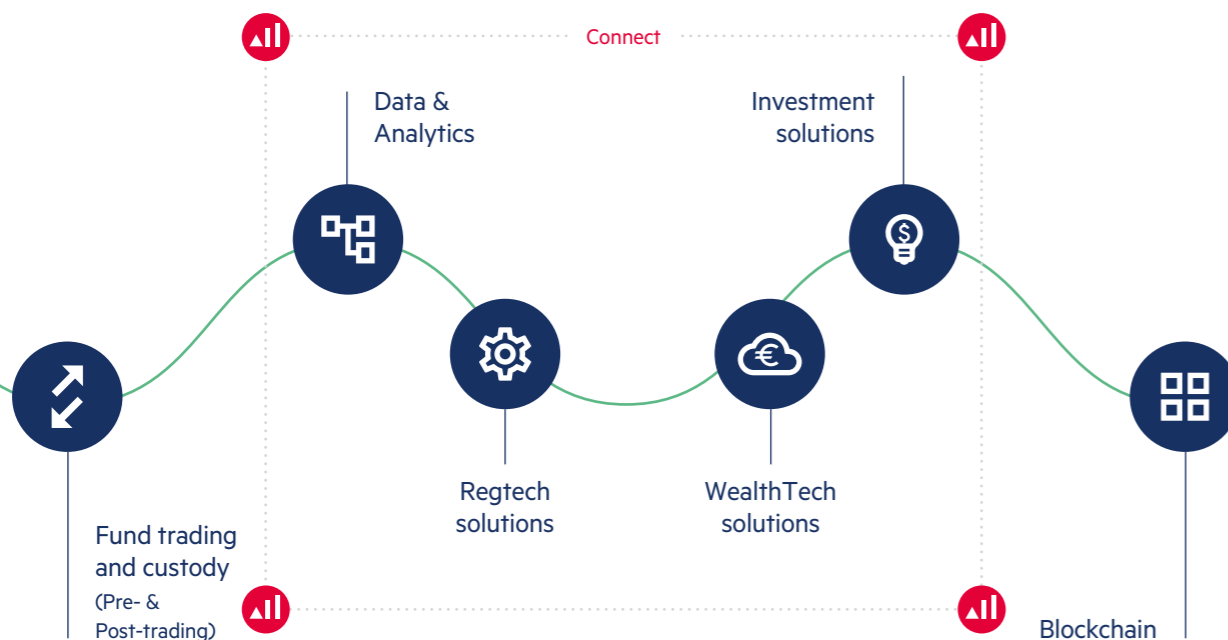 Connect
Data &
Analytics
Investment
solutions
$
€
Regtech
solutions
WealthTech
solutions
Fund trading
and custody
(Pre- &
Post-trading)
Blockchain